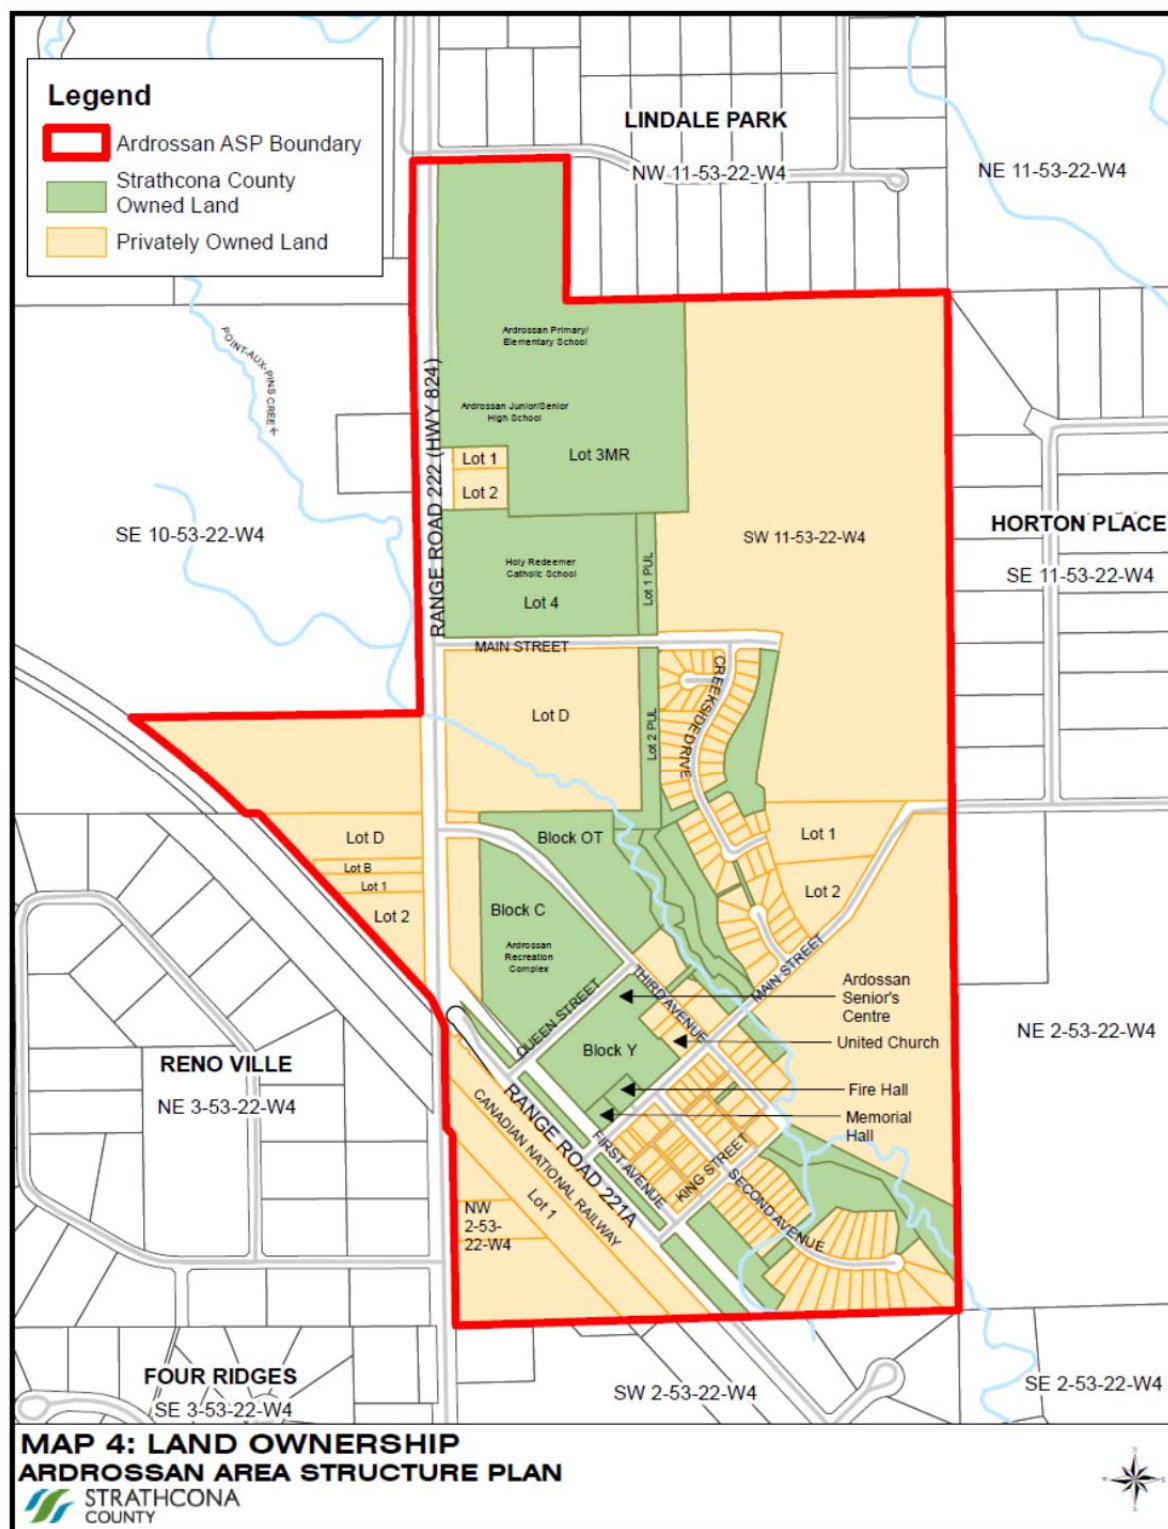 Legend
Ardrossan ASP Boundary
Strathcona County
Owned Land
Privately Owned Land
LINDALE PARK
NW 11-53-22-W4
NE 11-53-22-W4
POINT-AUX-PINS CREEK
Ardrossan Primary/
Elementary School
RANGE ROAD 222 (HWY 824)
Ardrossan Junior/Senior
High School
Lot 1
Lot 3MR
Lot 2
SE 10-53-22-W4
SW 11-53-22-W4
HORTON PLACE
SE 11-53-22-W4
Holy Redeemer
Catholic School
Lot 4
Lot 1 PUL
MAIN STREET
CREEKSIDE DRIVE
Lot D
Lot 2 PUL
Lot D
Lot B
Lot 1
Lot 2
Block OT
Lot 1
Lot 2
Block C
Ardrossan
Recreation
Complex
THIRD AVENUE
MAIN STREET
QUEEN STREET
Ardossan
Senior's
Centre
United Church
NE 2-53-22-W4
Block Y
RENO VILLE
NE 3-53-22-W4
Fire Hall
Memorial
Hall
RANGE ROAD 221A
CANADIAN NATIONAL RAILWAY
FIRST AVENUE
KING STREET
SECOND AVENUE
Lot 1
NW
2-53-
22-W4
FOUR RIDGES
SE 3-53-22-W4
SW 2-53-22-W4
SE 2-53-22-W4
MAP 4: LAND OWNERSHIP
ARDROSSAN AREA STRUCTURE PLAN
STRATHCONA
COUNTY